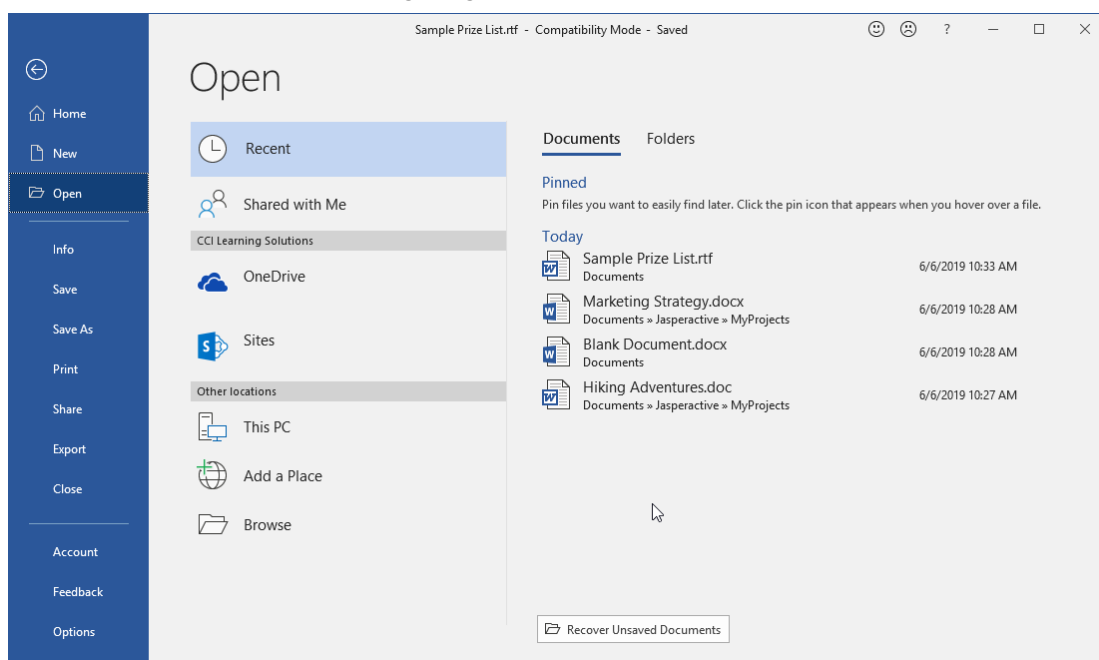 Sample Prize List.rtf - Compatibility Mode - Saved
?
Open
Home
New
Open
Info
Save
Save As
Print
Share
Export
Close
Account
Feedback
Options
Recent
Shared with Me
CCI Learning Solutions
OneDrive
Sites
Other locations
This PC
Add a Place
Browse
Documents Folders
Pinned
Pin files you want to easily find later. Click the pin icon that appears when you hover over a file.
Today
Sample Prize List.rtf
Documents
6/6/2019 10:33 AM
Marketing Strategy.docx
Documents » Jasperactive » MyProjects
6/6/2019 10:28 AM
Blank Document.docx
Documents
6/6/2019 10:28 AM
Hiking Adventures.doc
Documents » Jasperactive » MyProjects
6/6/2019 10:27 AM
Recover Unsaved Documents